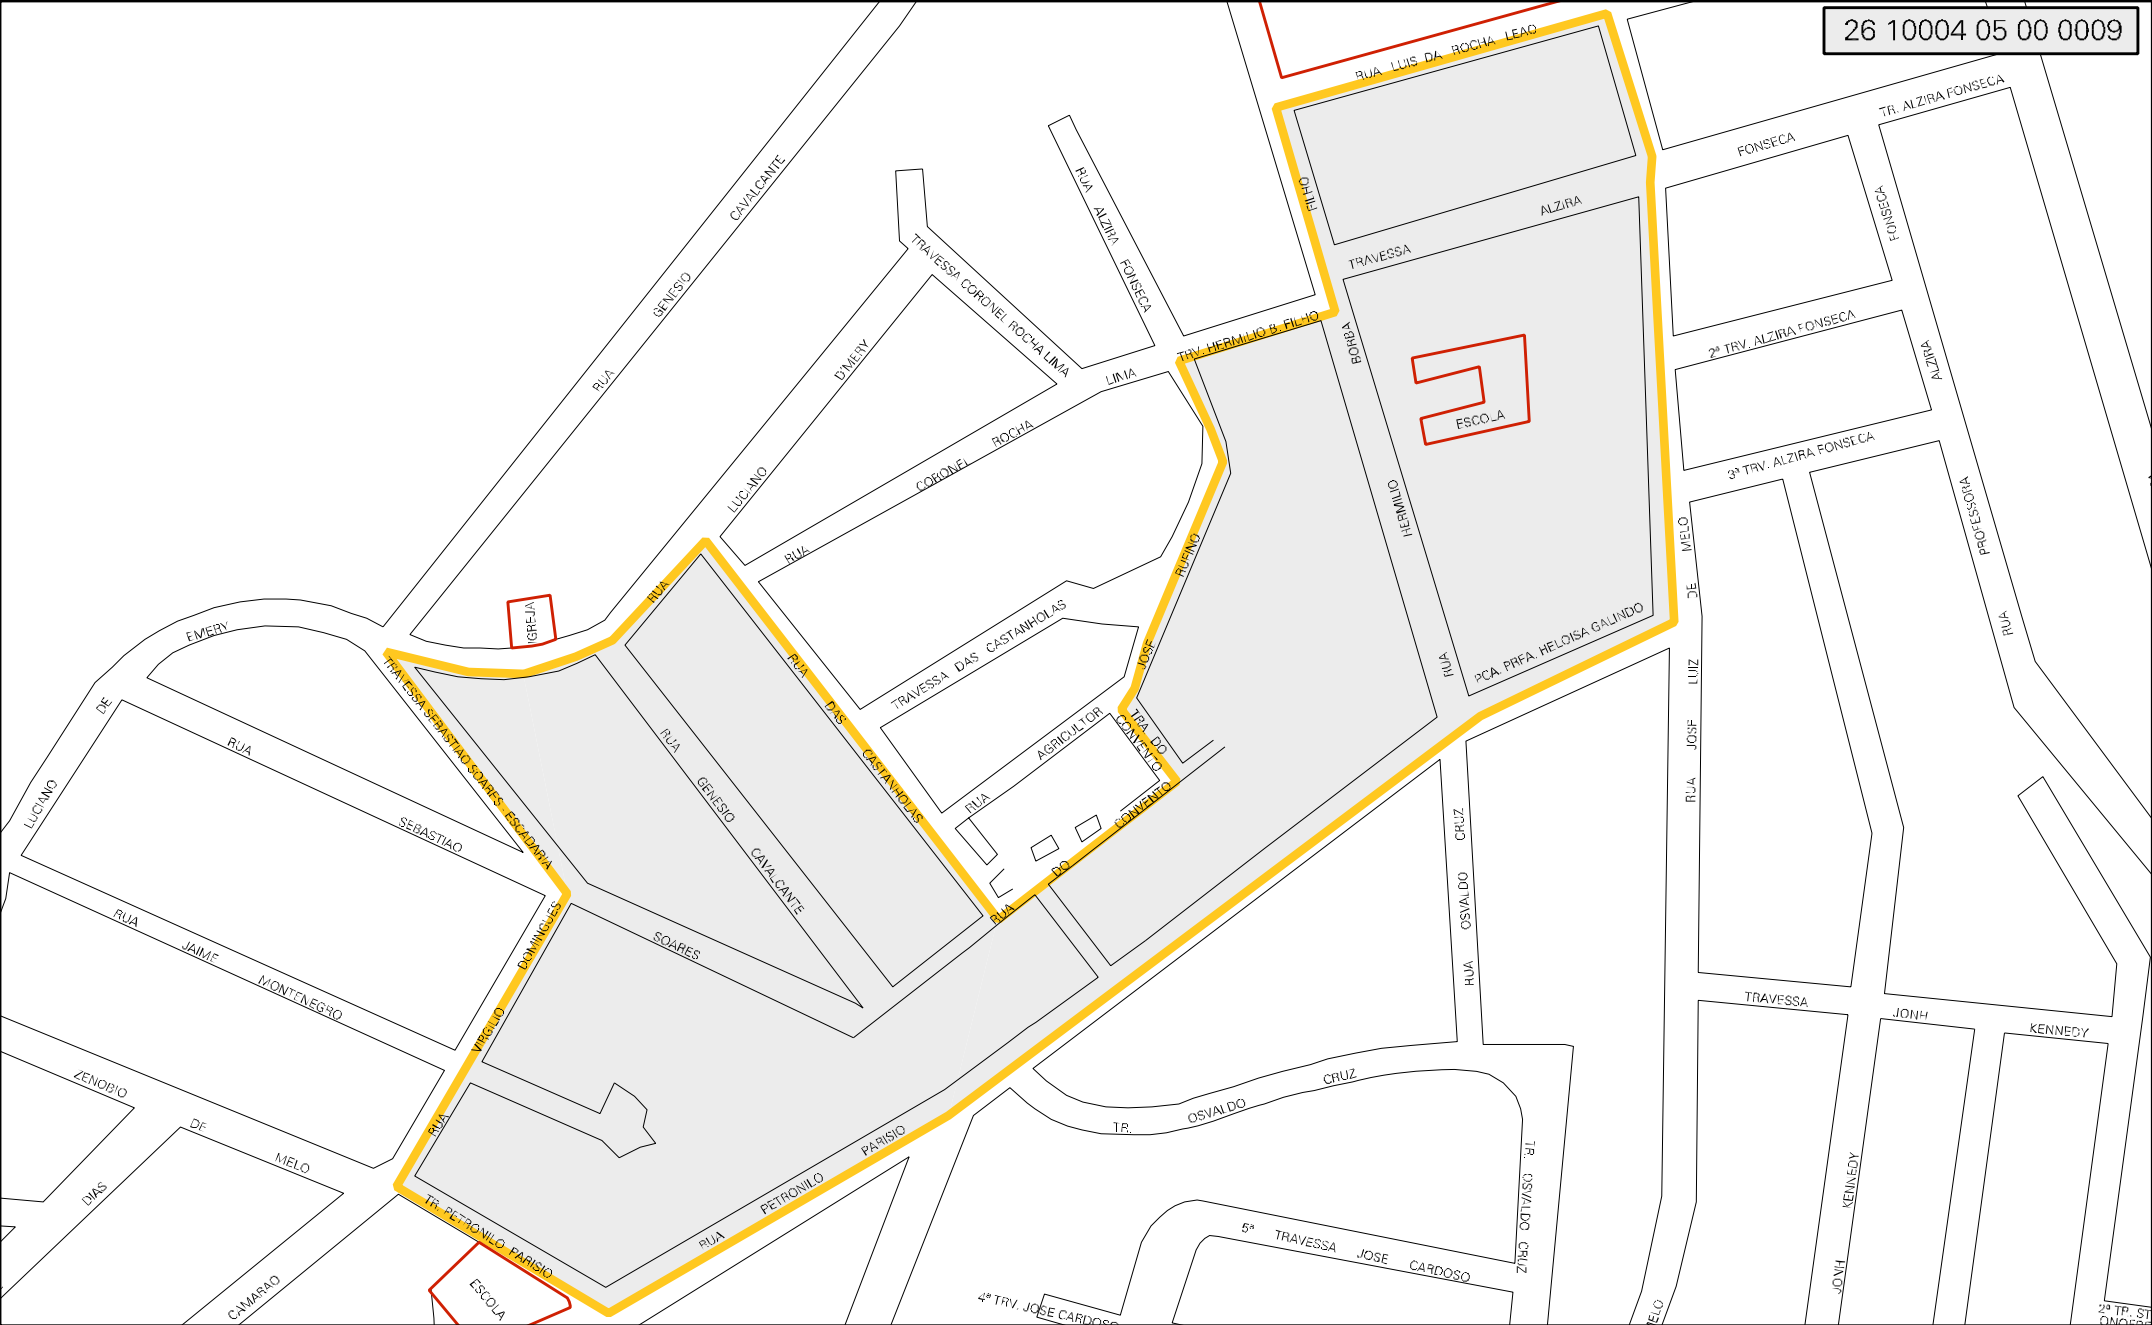 26 10004 05 00 0009
RUA LUIS DA ROCHA LEAO
TR. ALZIRA FONSECA
FONSECA
RUA GENESIO CAVALCANTE
RUA ALZIRA FONSECA
FILHO
TRAVESSA ALZIRA
FONSECA
TRAVESSA CORONEL ROCHA LIMA
TRV. HERMILIO B. FILHO
2ª TRV. ALZIRA FONSECA
ALZIRA
LUCIANO D'MERY
RUA CORONEL ROCHA LIMA
RUA HERMILIO BORBA
ESCOLA
3ª TRV. ALZIRA FONSECA
RUA PROFESSORA
RUA JOSE LUIZ DE MELO
JOSE RUFINO
RUA
IGREJA
LUCIANO DE EMERY
TRAVESSA DAS CASTANHOLAS
PCA. PRFA. HELOISA GALINDO
TRAVESSA SEBASTIAO SOARES - ESCADARIA
RUA DAS CASTANHOLAS
RUA AGRICULTOR
TRA. DO
CONVENTO
RUA DO CONVENTO
RUA GENESIO CAVALCANTE
RUA SEBASTIAO SOARES
RUA OSVALDO CRUZ
RUA JAIME MONTENEGRO
RUA VIRGILIO DOMINGUES
TRAVESSA JONH KENNEDY
ZENOBIO
DIAS DE MELO
TR. OSVALDO CRUZ
RUA PETRONILO PARISIO
TR. PETRONILO PARISIO
ESCOLA
CAMARAO
TR. OSVALDO CRUZ
5ª TRAVESSA JOSE CARDOSO
4ª TRV. JOSE CARDOSO
JONH KENNEDY
MELO
2ª TR. ST